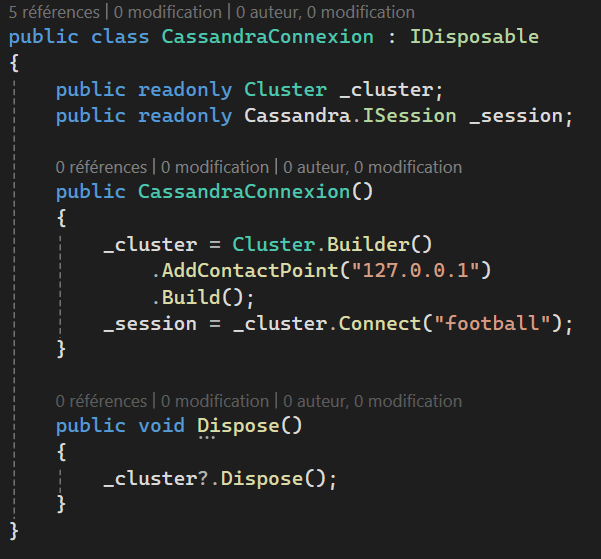 5 références | 0 modification | 0 auteur, 0 modification
public class CassandraConnexion : IDisposable
{
public readonly Cluster _cluster;
public readonly Cassandra.ISession _session;
0 références | 0 modification | 0 auteur, 0 modification
public CassandraConnexion()
{
_cluster = Cluster.Builder()
.AddContactPoint("127.0.0.1")
.Build();
_session = _cluster.Connect("football");
}
0 références | 0 modification | 0 auteur, 0 modification
public void Dispose()
{
_cluster?.Dispose();
}
}